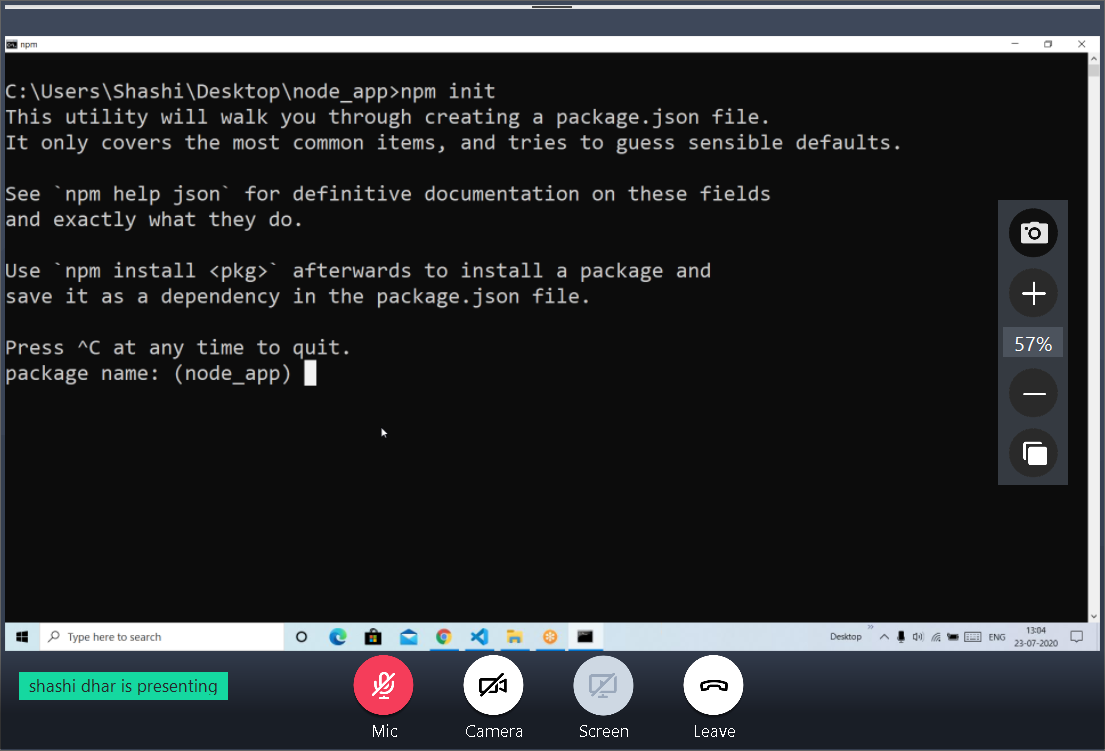 npm
C:\Users\Shashi\Desktop\node_app>npm init
This utility will walk you through creating a package.json file.
It only covers the most common items, and tries to guess sensible defaults.
See `npm help json` for definitive documentation on these fields
and exactly what they do.
Use `npm install <pkg>` afterwards to install a package and
save it as a dependency in the package.json file.
Press ^C at any time to quit.
package name: (node_app)
57%
Type here to search
Desktop
ENG
13:04
23-07-2020
shashi dhar is presenting
Mic
Camera
Screen
Leave